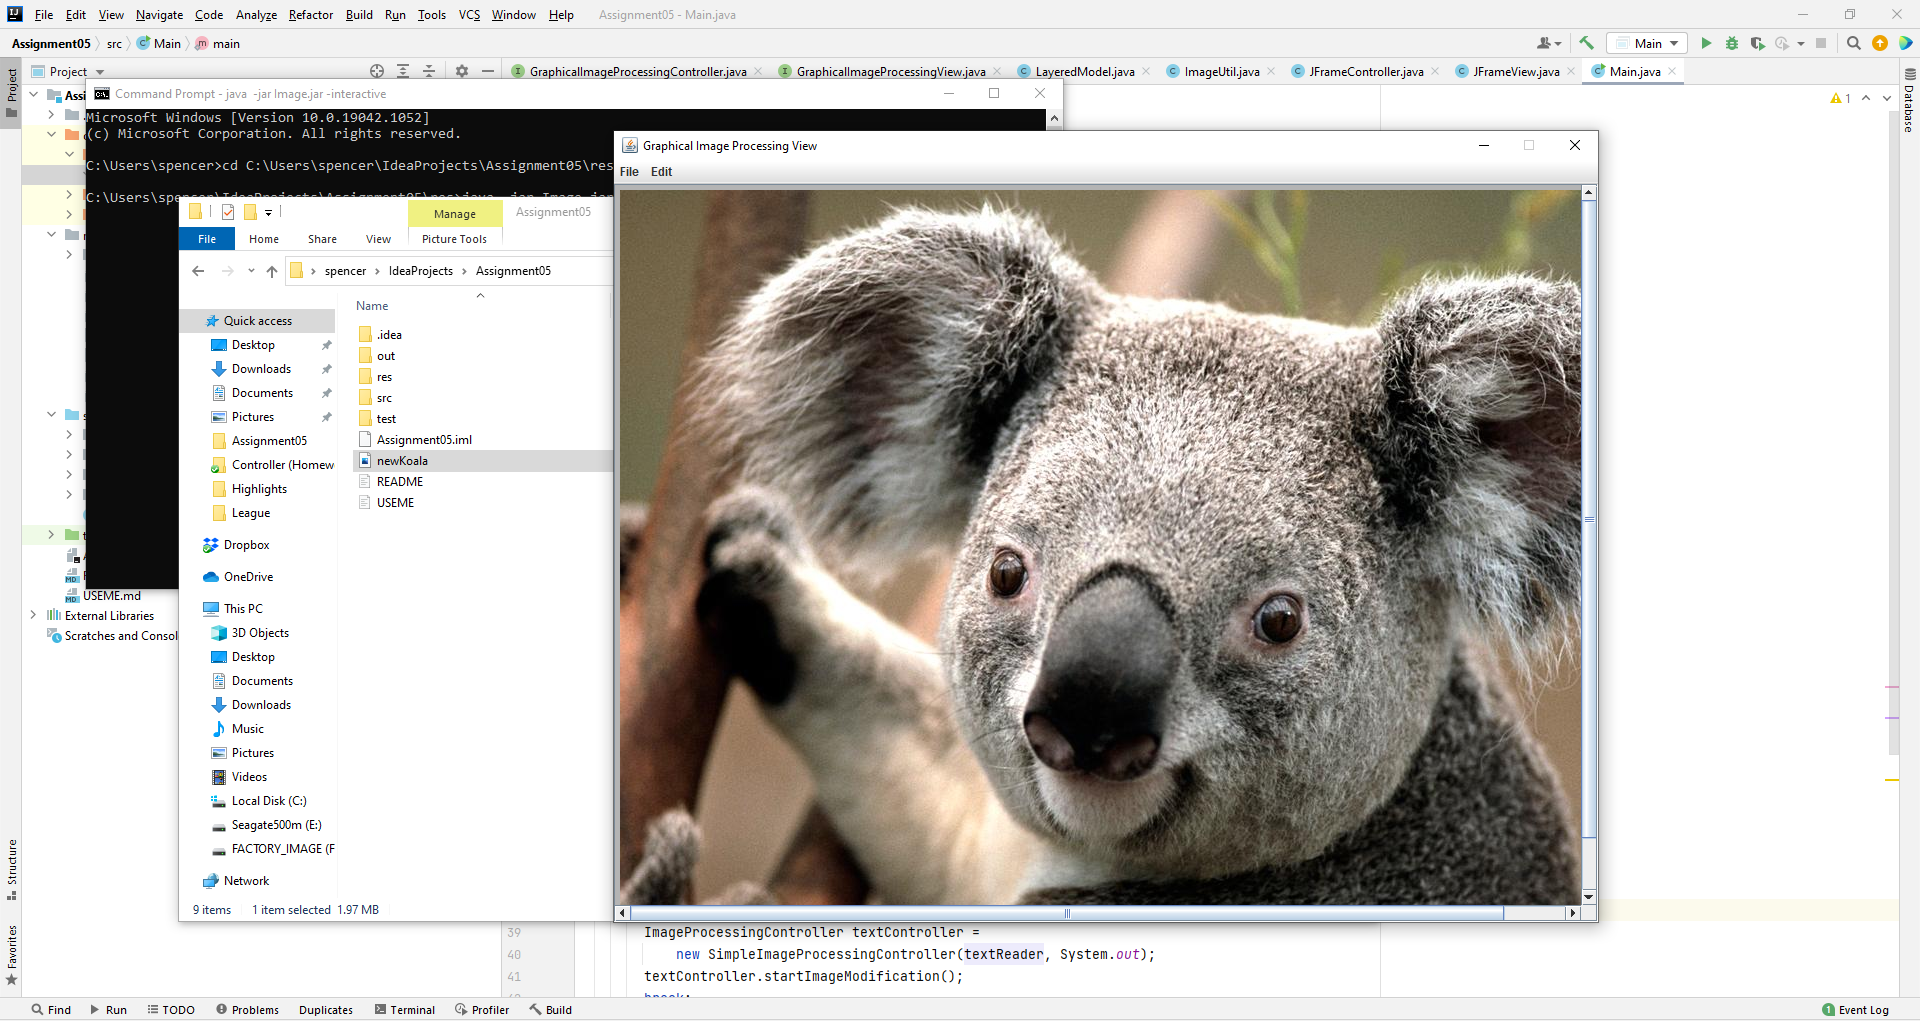 File Edit View Navigate Code Analyze Refactor Build Run Tools VCS Window Help Assignment05 - Main.java
Assignment05 src Main main
Main
Project
Project
GraphicalImageProcessingController.java GraphicalImageProcessingView.java LayeredModel.java ImageUtil.java JFrameController.java JFrameView.java Main.java
Database
1
Command Prompt - java -jar Image.jar -interactive
Microsoft Windows [Version 10.0.19042.1052]
(c) Microsoft Corporation. All rights reserved.
C:\Users\spencer>cd C:\Users\spencer\IdeaProjects\Assignment05\res
Graphical Image Processing View
File Edit
Manage Assignment05
File Home Share View Picture Tools
spencer IdeaProjects Assignment05
Name
Quick access
Desktop
Downloads
Documents
Pictures
Assignment05
Controller (Homew
Highlights
League
Dropbox
OneDrive
This PC
3D Objects
Desktop
Documents
Downloads
Music
Pictures
Videos
Local Disk (C:)
Seagate500m (E:)
FACTORY_IMAGE (F
Network
.idea
out
res
src
test
Assignment05.iml
newKoala
README
USEME
9 items 1 item selected 1.97 MB
USEME.md
External Libraries
Scratches and Consol
Structure
Favorites
39 ImageProcessingController textController =
40 new SimpleImageProcessingController(textReader, System.out);
41 textController.startImageModification();
Find Run TODO Problems Duplicates Terminal Profiler Build
1 Event Log